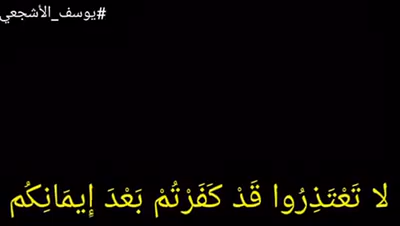 #يوسف_الأشجعي
لا تَعْتَذِرُوا قَدْ كَفَرْتُمْ بَعْدَ إِيمَانِكُم